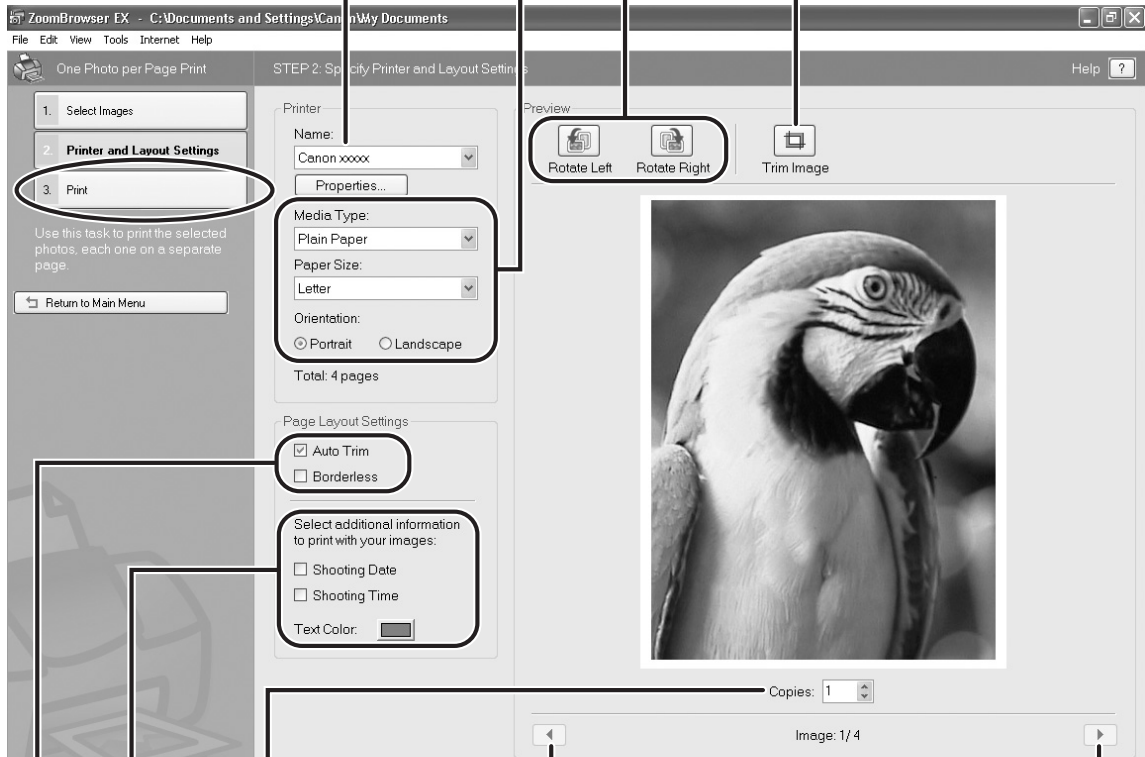 ZoomBrowser EX - C:\Documents and Settings\Canon\My Documents
File Edit View Tools Internet Help
One Photo per Page Print
STEP 2: Specify Printer and Layout Settings
Help ?
1. Select Images
2. Printer and Layout Settings
3. Print
Use this task to print the selected
photos, each one on a separate
page.
Return to Main Menu
Printer
Name:
Canon xxxxx
Properties...
Media Type:
Plain Paper
Paper Size:
Letter
Orientation:
Portrait Landscape
Total: 4 pages
Page Layout Settings
Auto Trim
Borderless
Select additional information
to print with your images:
Shooting Date
Shooting Time
Text Color:
Preview
Rotate Left Rotate Right Trim Image
Copies: 1
Image: 1/ 4